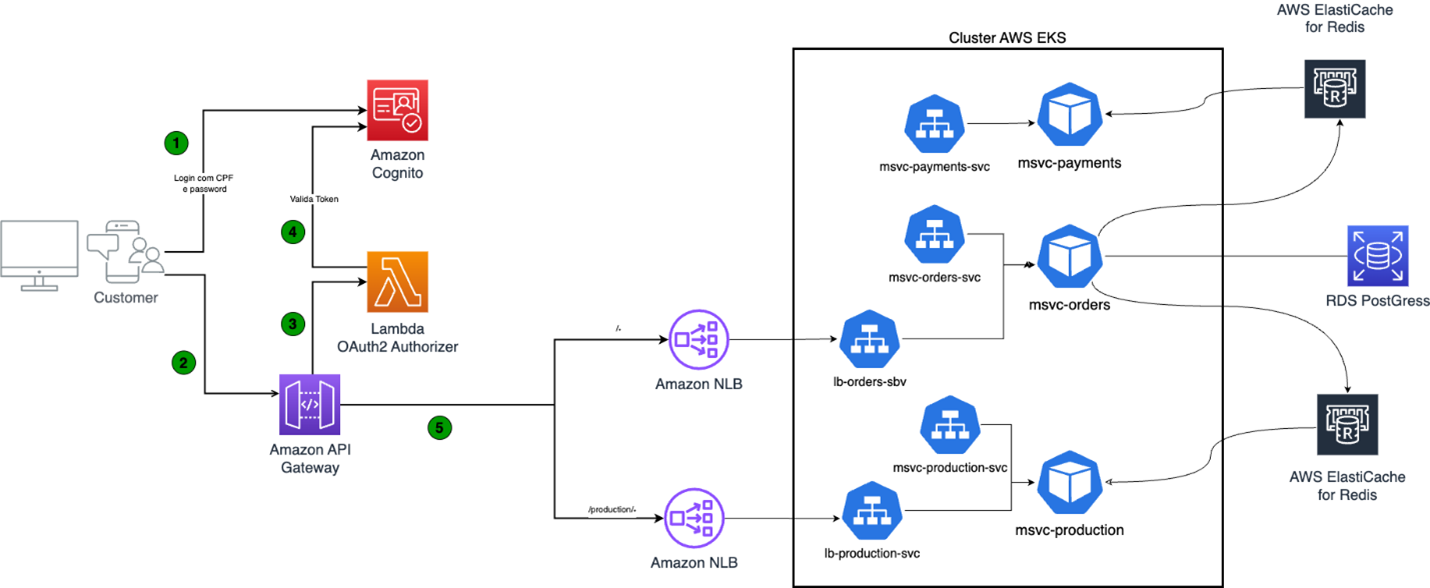 AWS ElastiCache
for Redis
Cluster AWS EKS
R
1
Amazon
Cognito
msvc-payments-svc
msvc-payments
Login com CPF
e password
Valida Token
4
Customer
msvc-orders-svc
msvc-orders
RDS PostGress
3
Lambda
OAuth2 Authorizer
/-
2
Amazon NLB
lb-orders-sbv
5
Amazon API
Gateway
R
msvc-production-svc
AWS ElastiCache
for Redis
/production/-
msvc-production
Amazon NLB
lb-production-svc